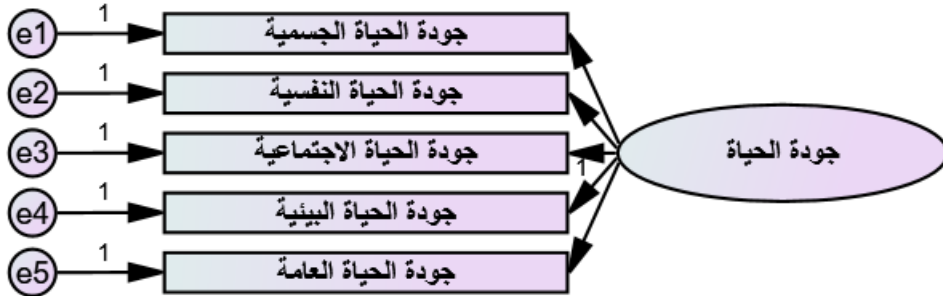 e1 1 جودة الحياة الجسمية
e2 1 جودة الحياة النفسية
e3 1 جودة الحياة الاجتماعية 1 جودة الحياة
e4 1 جودة الحياة البيئية
e5 1 جودة الحياة العامة